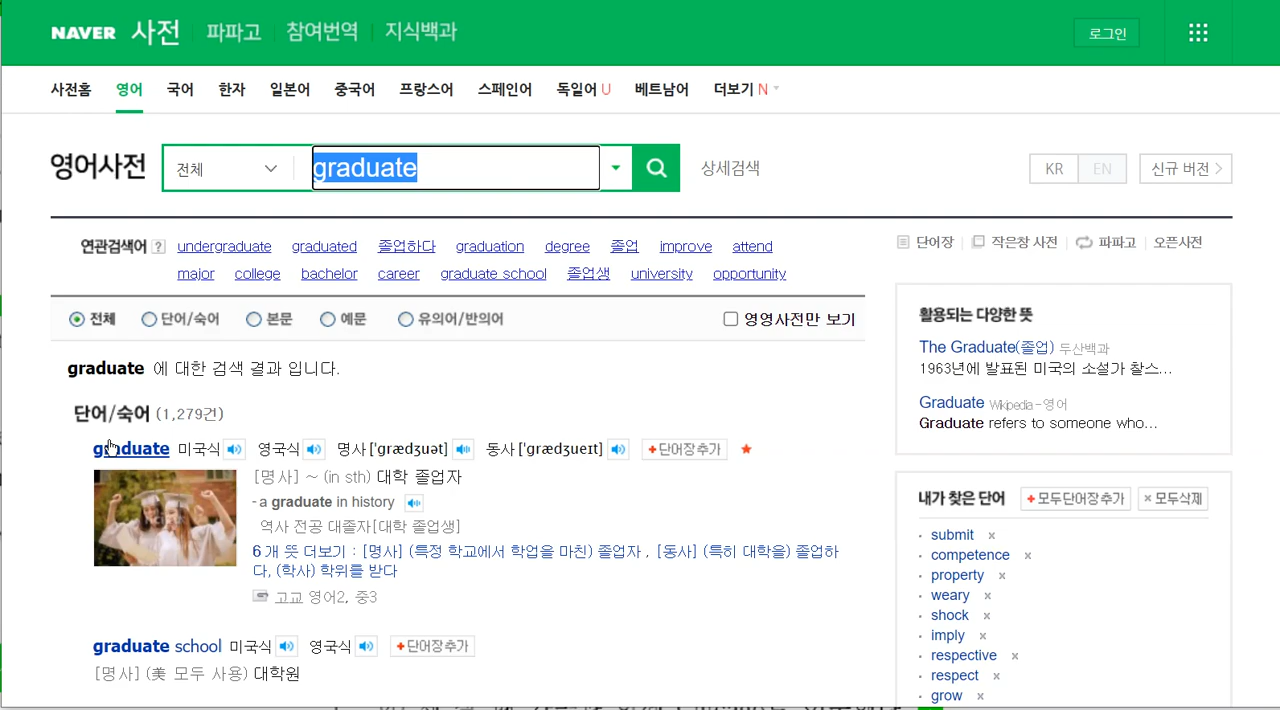 NAVER 사전 파파고 참여번역 지식백과 로그인
사전홈 영어 국어 한자 일본어 중국어 프랑스어 스페인어 독일어 U 베트남어 더보기 N
영어사전 전체 graduate 상세검색 KR EN 신규 버전 >
연관검색어 ? undergraduate graduated 졸업하다 graduation degree 졸업 improve attend
major college bachelor career graduate school 졸업생 university opportunity
단어장 작은창 사전 파파고 오픈사전
전체 단어/숙어 본문 예문 유의어/반의어 영영사전만 보기
graduate 에 대한 검색 결과 입니다.
단어/숙어 (1,279건)
graduate 미국식 영국식 명사 ['grædʒuət] 동사 ['grædʒueɪt] +단어장추가
[명사] ~ (in sth) 대학 졸업자
- a graduate in history
역사 전공 대졸자[대학 졸업생]
6개 뜻 더보기 : [명사] (특정 학교에서 학업을 마친) 졸업자 , [동사] (특히 대학을) 졸업하
다, (학사) 학위를 받다
고교 영어2, 중3
graduate school 미국식 영국식 +단어장추가
[명사] (美 모두 사용) 대학원
활용되는 다양한 뜻
The Graduate(졸업) 두산백과
1963년에 발표된 미국의 소설가 찰스...
Graduate Wikipedia-영어
Graduate refers to someone who...
내가 찾은 단어 +모두단어장추가 ×모두삭제
· submit x
· competence x
· property x
· weary x
· shock x
· imply x
· respective x
· respect x
· grow x